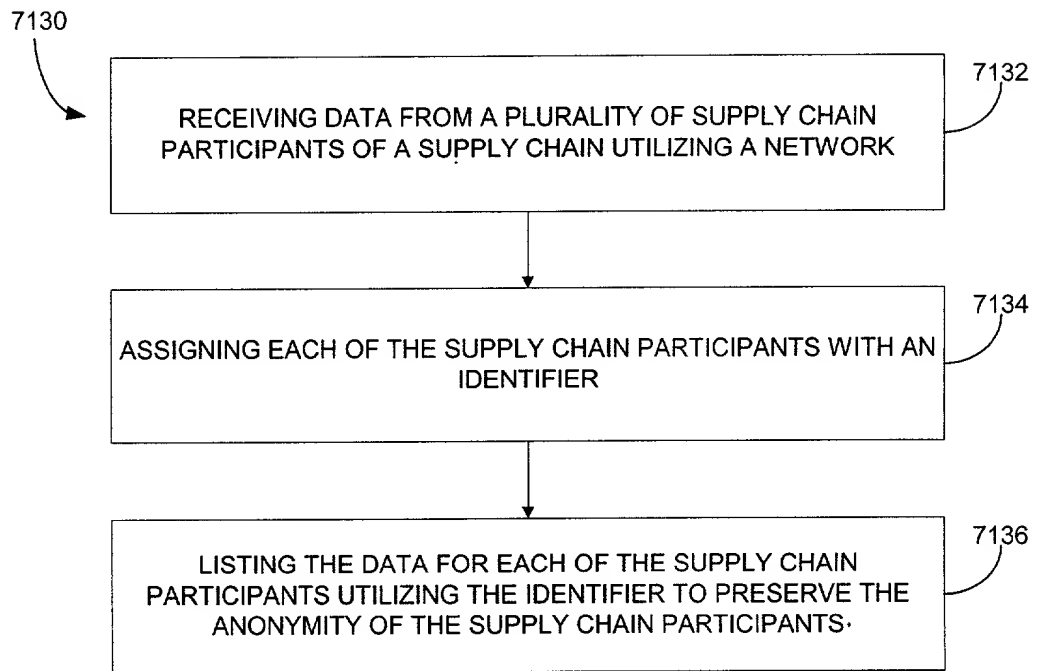 7130
7132
RECEIVING DATA FROM A PLURALITY OF SUPPLY CHAIN
PARTICIPANTS OF A SUPPLY CHAIN UTILIZING A NETWORK
7134
ASSIGNING EACH OF THE SUPPLY CHAIN PARTICIPANTS WITH AN
IDENTIFIER
7136
LISTING THE DATA FOR EACH OF THE SUPPLY CHAIN
PARTICIPANTS UTILIZING THE IDENTIFIER TO PRESERVE THE
ANONYMITY OF THE SUPPLY CHAIN PARTICIPANTS.